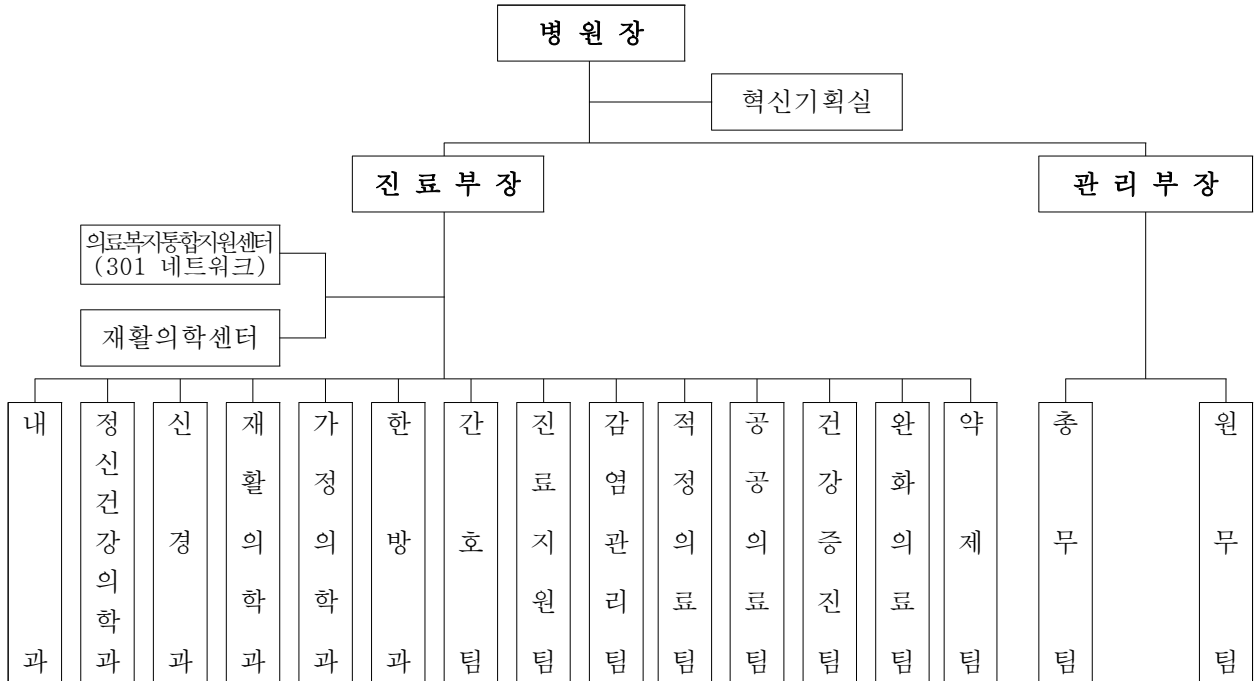 병 원 장
혁신기획실
진 료 부 장
관 리 부 장
의료복지통합지원센터
(301 네트워크)
재활의학센터
내과
정신건강의학과
신경과
재활의학과
가정의학과
한방과
간호팀
진료지원팀
감염관리팀
적정의료팀
공공의료팀
건강증진팀
완화의료팀
약제팀
총무팀
원무팀